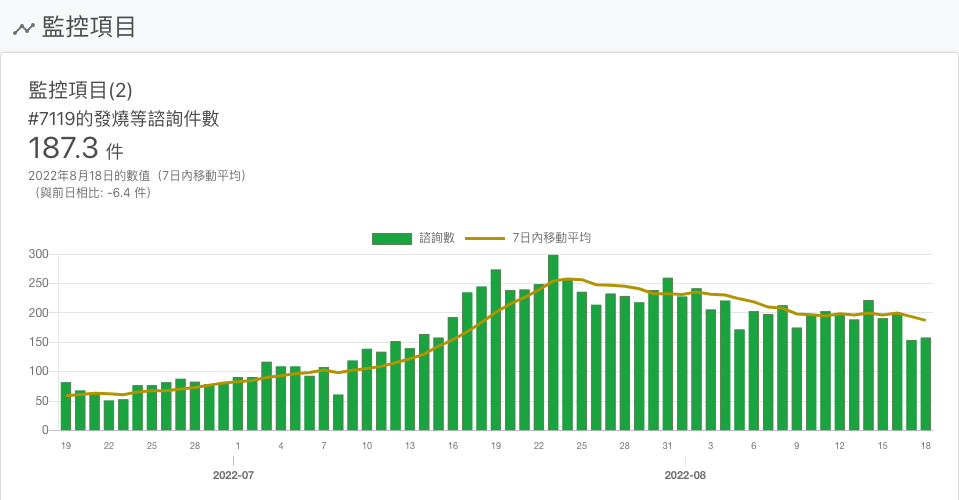 監控項目
監控項目(2)
#7119的發燒等諮詢件數
187.3 件
2022年8月18日的數值（7日內移動平均）
（與前日相比: -6.4 件）
諮詢數 7日內移動平均
300
250
200
150
100
50
0
19 22 25 28 1 4 7 10 13 16 19 22 25 28 31 3 6 9 12 15 18
2022-07 2022-08